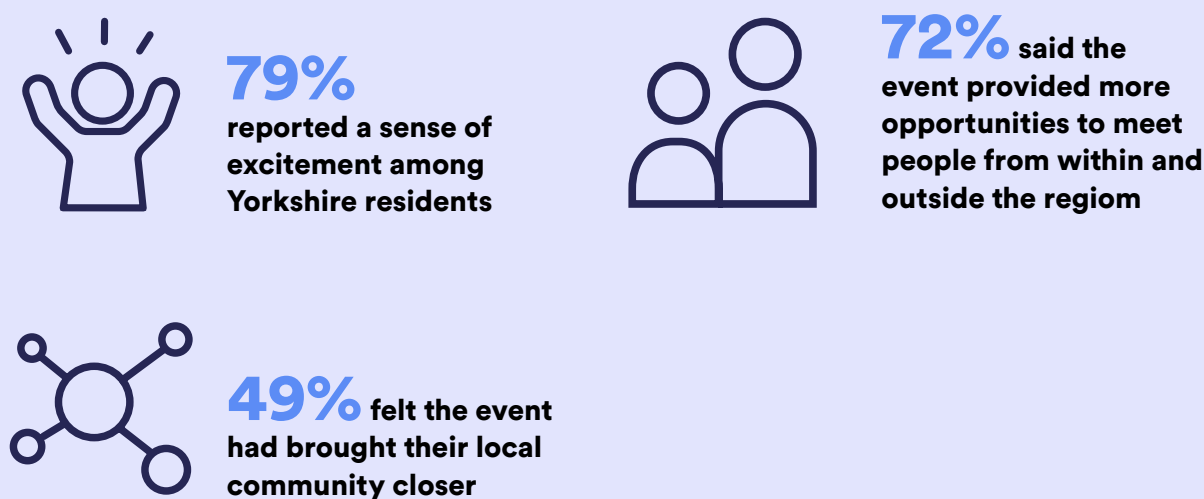 79%
reported a sense of
excitement among
Yorkshire residents
72% said the
event provided more
opportunities to meet
people from within and
outside the regiom
49% felt the event
had brought their local
community closer